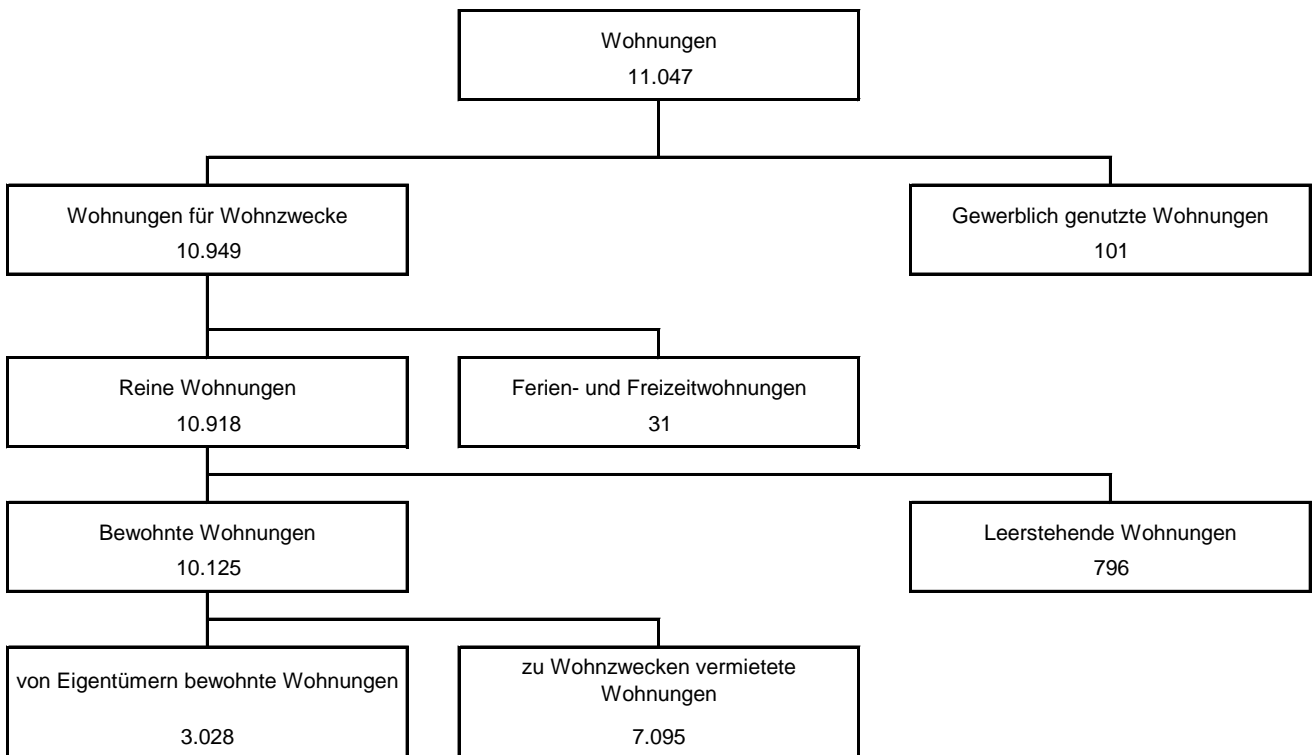 Wohnungen
11.047
Wohnungen für Wohnzwecke
10.949
Gewerblich genutzte Wohnungen
101
Reine Wohnungen
10.918
Ferien- und Freizeitwohnungen
31
Bewohnte Wohnungen
10.125
Leerstehende Wohnungen
796
von Eigentümern bewohnte Wohnungen
3.028
zu Wohnzwecken vermietete
Wohnungen
7.095